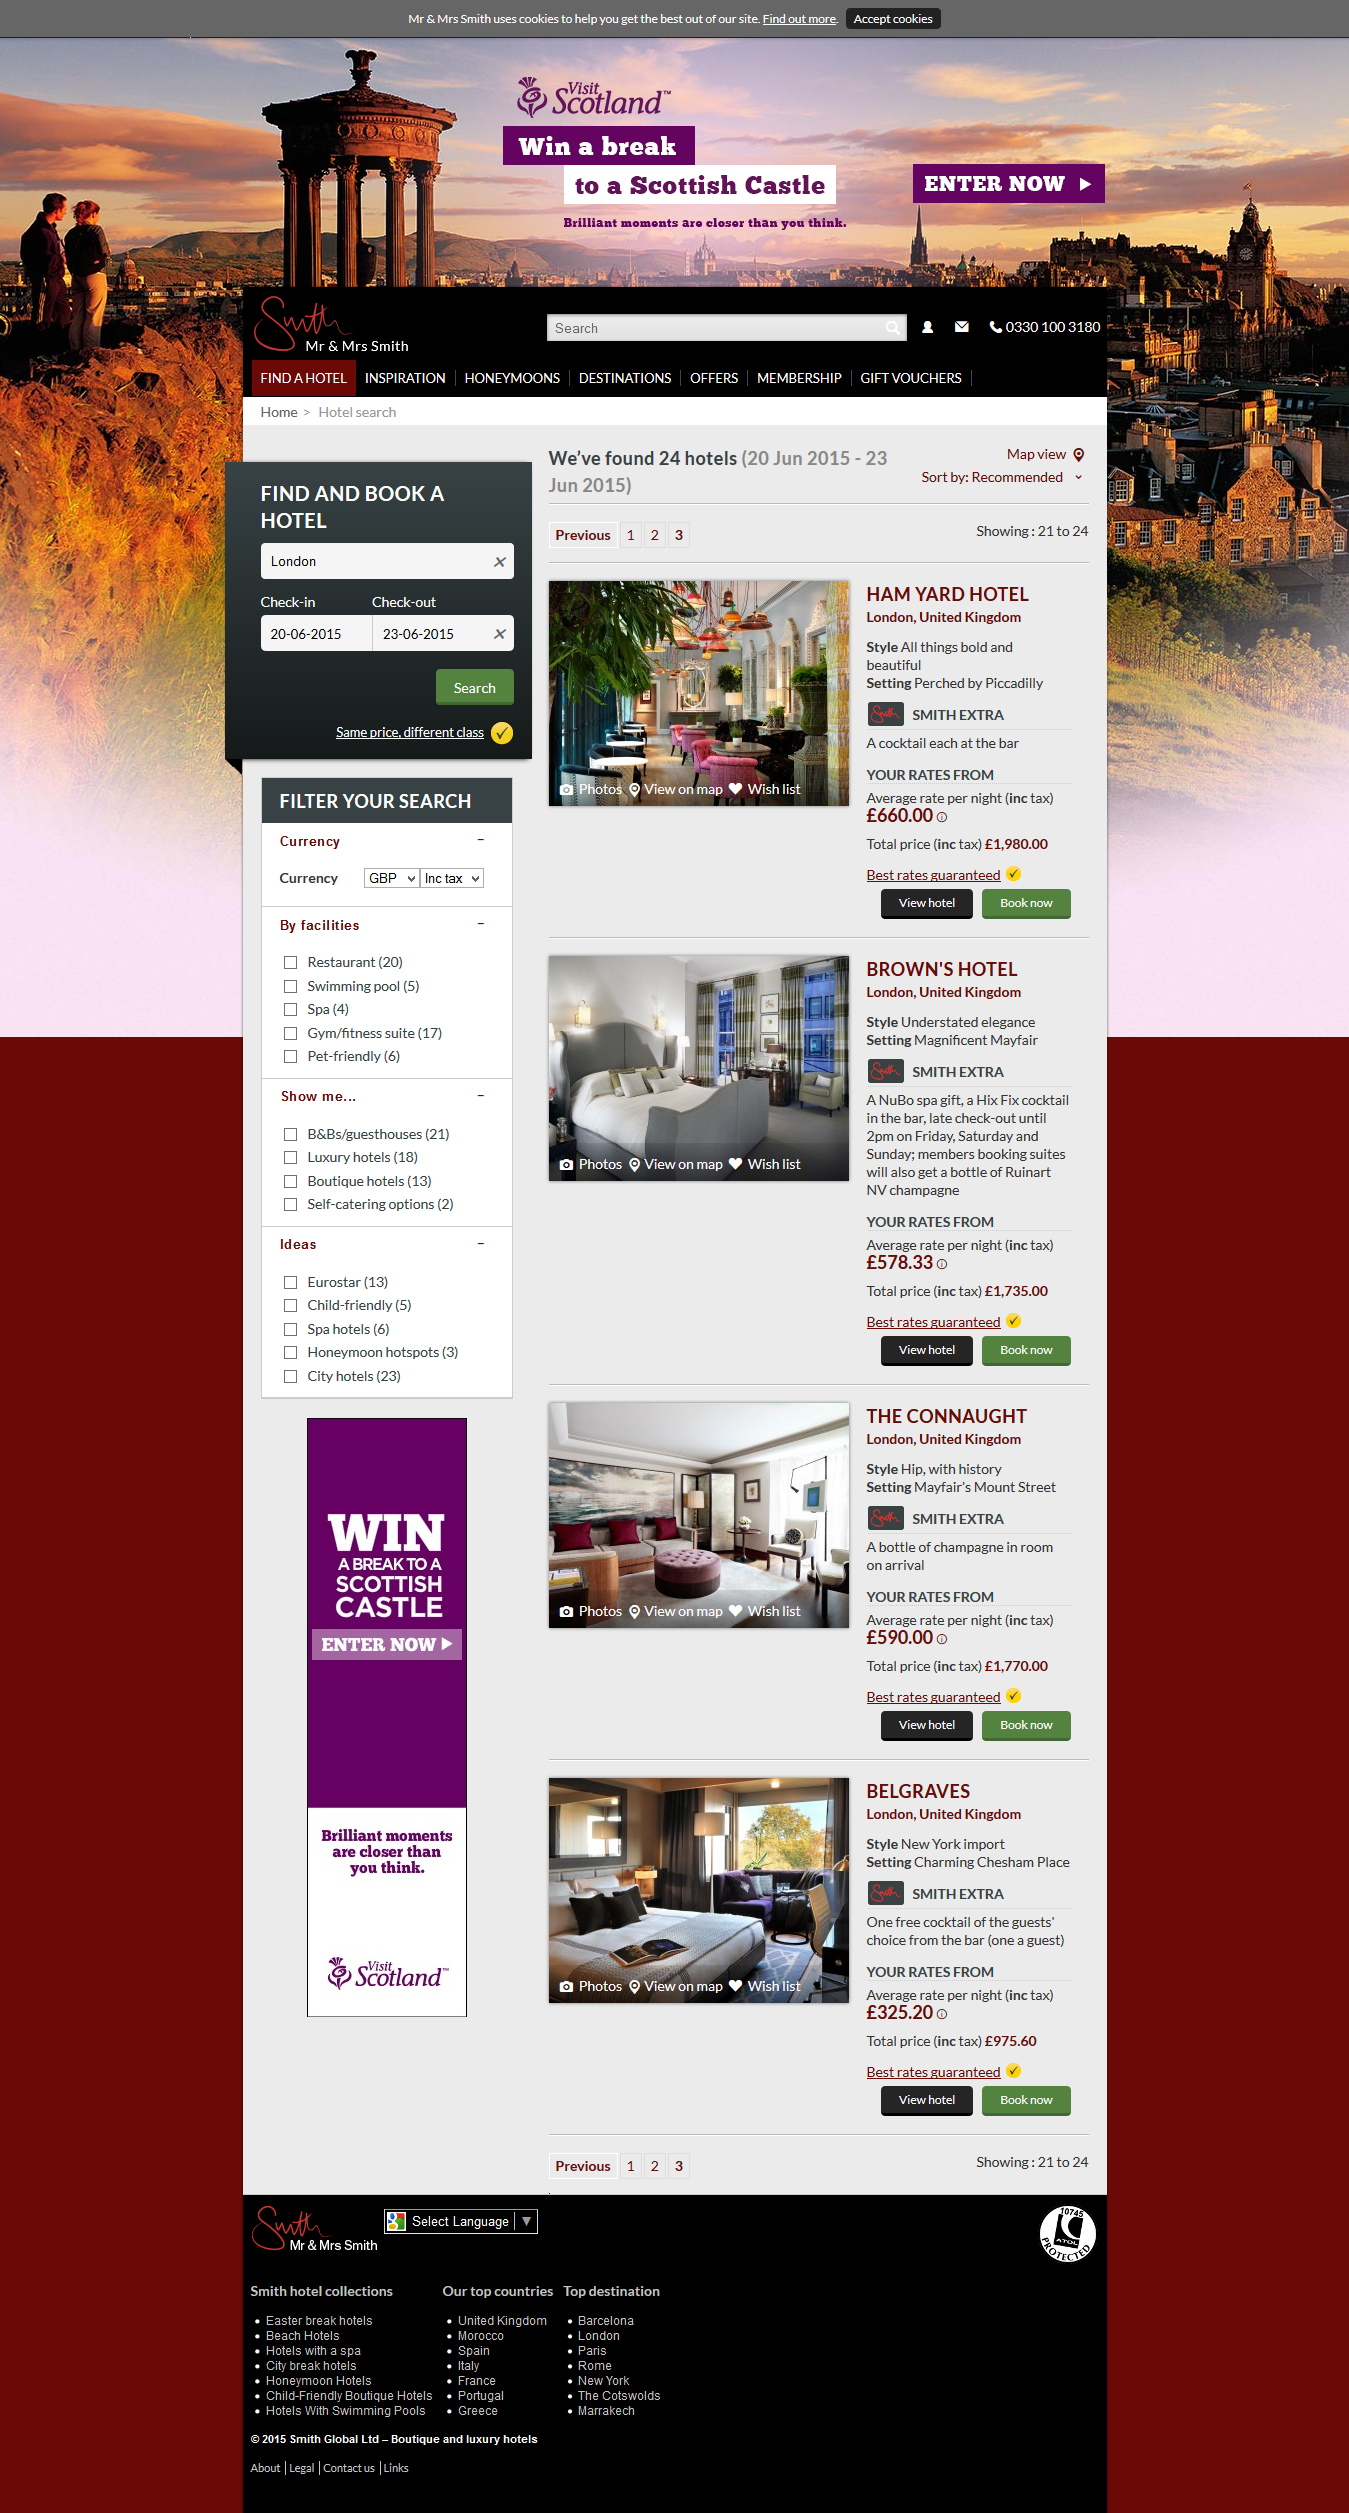 Mr & Mrs Smith uses cookies to help you get the best out of our site. Find out more. Accept cookies
Visit
Scotland™
Win a break
to a Scottish Castle
ENTER NOW
Brilliant moments are closer than you think.
Smith
Mr & Mrs Smith
Search
0330 100 3180
FIND A HOTEL INSPIRATION HONEYMOONS DESTINATIONS OFFERS MEMBERSHIP GIFT VOUCHERS
Home > Hotel search
FIND AND BOOK A
HOTEL
London
Check-in Check-out
20-06-2015 23-06-2015
Search
Same price, different class
FILTER YOUR SEARCH
Currency
Currency GBP Inc tax
By facilities
Restaurant (20)
Swimming pool (5)
Spa (4)
Gym/fitness suite (17)
Pet-friendly (6)
Show me...
B&Bs/guesthouses (21)
Luxury hotels (18)
Boutique hotels (13)
Self-catering options (2)
Ideas
Eurostar (13)
Child-friendly (5)
Spa hotels (6)
Honeymoon hotspots (3)
City hotels (23)
WIN
A BREAK TO A
SCOTTISH
CASTLE
ENTER NOW
Brilliant moments
are closer than
you think.
Visit
Scotland™
We've found 24 hotels (20 Jun 2015 - 23
Jun 2015)
Map view
Sort by: Recommended
Previous 1 2 3
Showing : 21 to 24
Photos View on map Wish list
HAM YARD HOTEL
London, United Kingdom
Style All things bold and
beautiful
Setting Perched by Piccadilly
Smith SMITH EXTRA
A cocktail each at the bar
YOUR RATES FROM
Average rate per night (inc tax)
£660.00
Total price (inc tax) £1,980.00
Best rates guaranteed
View hotel Book now
Photos View on map Wish list
BROWN'S HOTEL
London, United Kingdom
Style Understated elegance
Setting Magnificent Mayfair
Smith SMITH EXTRA
A NuBo spa gift, a Hix Fix cocktail
in the bar, late check-out until
2pm on Friday, Saturday and
Sunday; members booking suites
will also get a bottle of Ruinart
NV champagne
YOUR RATES FROM
Average rate per night (inc tax)
£578.33
Total price (inc tax) £1,735.00
Best rates guaranteed
View hotel Book now
Photos View on map Wish list
THE CONNAUGHT
London, United Kingdom
Style Hip, with history
Setting Mayfair's Mount Street
Smith SMITH EXTRA
A bottle of champagne in room
on arrival
YOUR RATES FROM
Average rate per night (inc tax)
£590.00
Total price (inc tax) £1,770.00
Best rates guaranteed
View hotel Book now
Photos View on map Wish list
BELGRAVES
London, United Kingdom
Style New York import
Setting Charming Chesham Place
Smith SMITH EXTRA
One free cocktail of the guests'
choice from the bar (one a guest)
YOUR RATES FROM
Average rate per night (inc tax)
£325.20
Total price (inc tax) £975.60
Best rates guaranteed
View hotel Book now
Previous 1 2 3
Showing : 21 to 24
Smith
Mr & Mrs Smith
Select Language
10745
ATOL
PROTECTED
Smith hotel collections
Easter break hotels
Beach Hotels
Hotels with a spa
City break hotels
Honeymoon Hotels
Child-Friendly Boutique Hotels
Hotels With Swimming Pools
Our top countries
United Kingdom
Morocco
Spain
Italy
France
Portugal
Greece
Top destination
Barcelona
London
Paris
Rome
New York
The Cotswolds
Marrakech
© 2015 Smith Global Ltd – Boutique and luxury hotels
About Legal Contact us Links